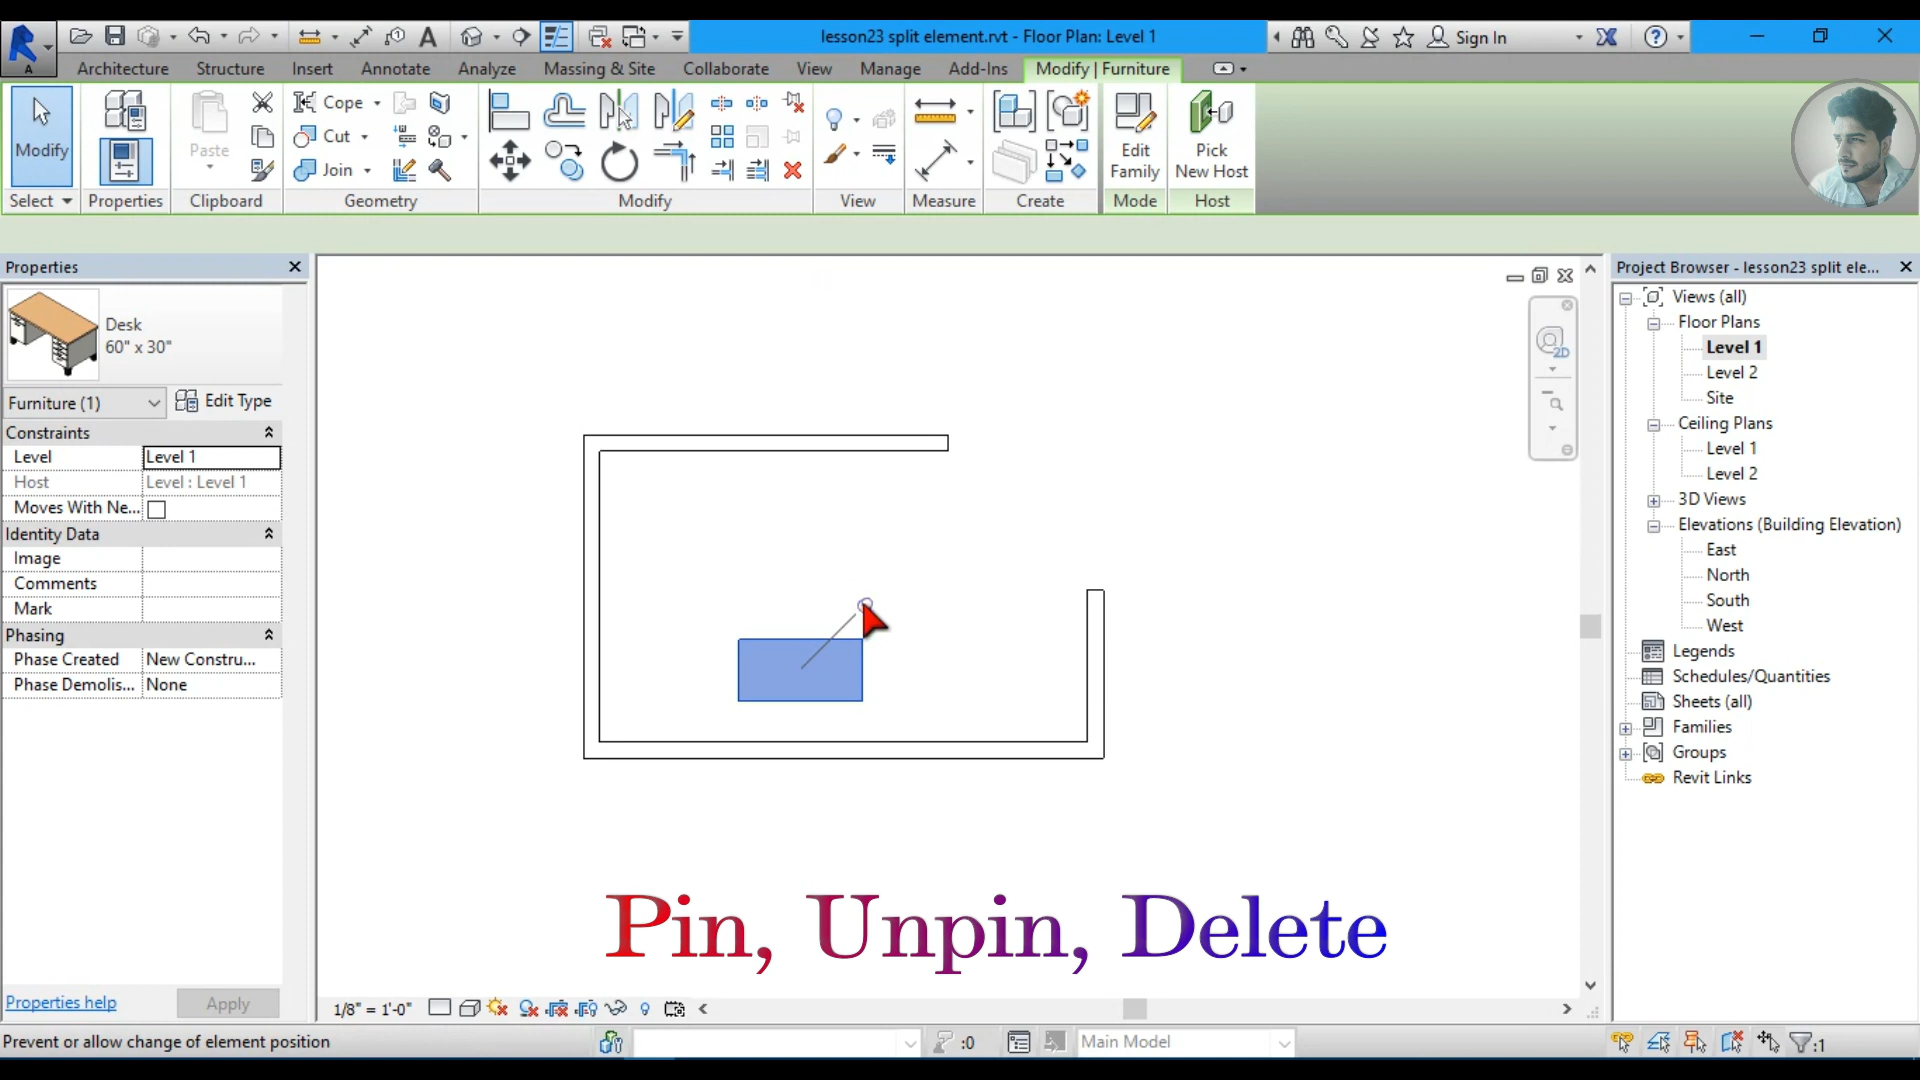 lesson23 split element.rvt - Floor Plan: Level 1
Sign In
Architecture Structure Insert Annotate Analyze Massing & Site Collaborate View Manage Add-Ins Modify | Furniture
Modify
Paste
Cope
Cut
Join
Edit Family
Pick New Host
Select Properties Clipboard Geometry Modify View Measure Create Mode Host
Properties
Desk
60" x 30"
Furniture (1) Edit Type
Constraints
Level Level 1
Host Level : Level 1
Moves With Ne...
Identity Data
Image
Comments
Mark
Phasing
Phase Created New Constru...
Phase Demolis... None
Properties help Apply
2D
Project Browser - lesson23 split ele...
Views (all)
Floor Plans
Level 1
Level 2
Site
Ceiling Plans
Level 1
Level 2
3D Views
Elevations (Building Elevation)
East
North
South
West
Legends
Schedules/Quantities
Sheets (all)
Families
Groups
Revit Links
Pin, Unpin, Delete
1/8" = 1'-0"
Prevent or allow change of element position
:0
Main Model
:1